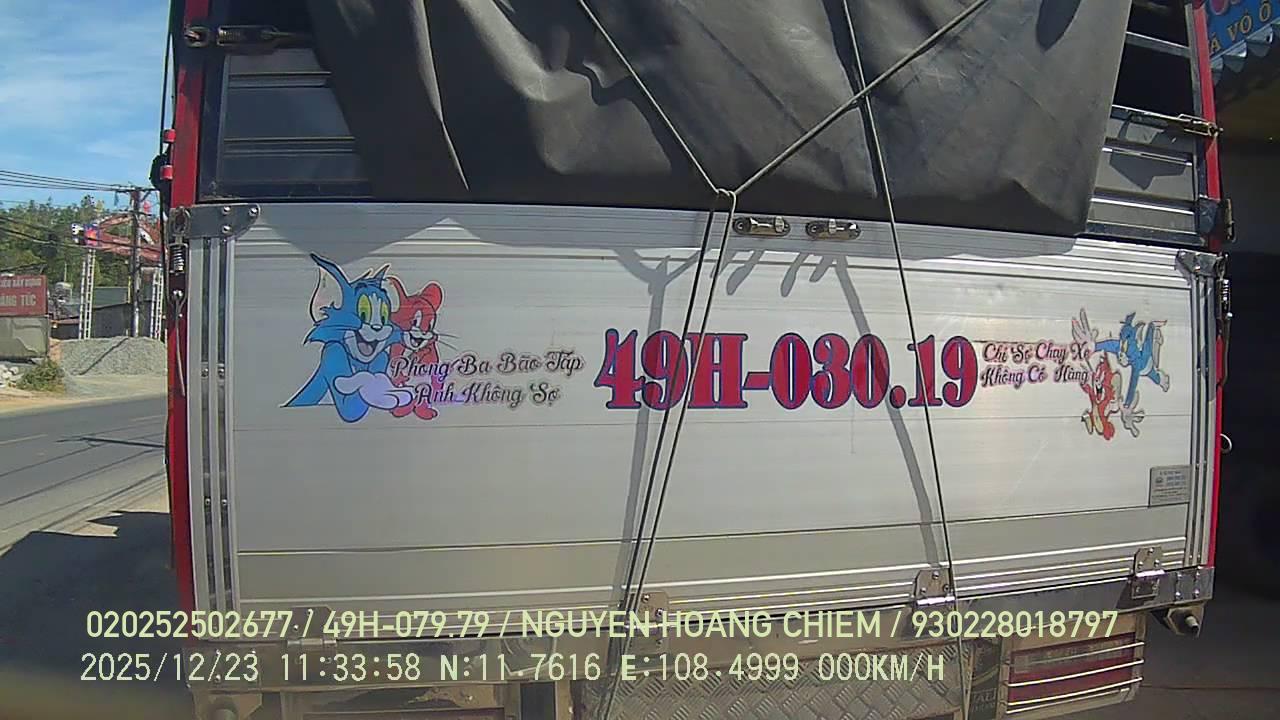 Á VỎ Ô
Phong Ba Bão Táp
Anh Không Sợ
49H-030.19
Chỉ Sợ Chạy Xe
Không Có Hàng
020252502677 / 49H-079.79 / NGUYEN HOANG CHIEM / 930228018797
2025/12/23 11:33:58 N:11.7616 E:108.4999 000KM/H